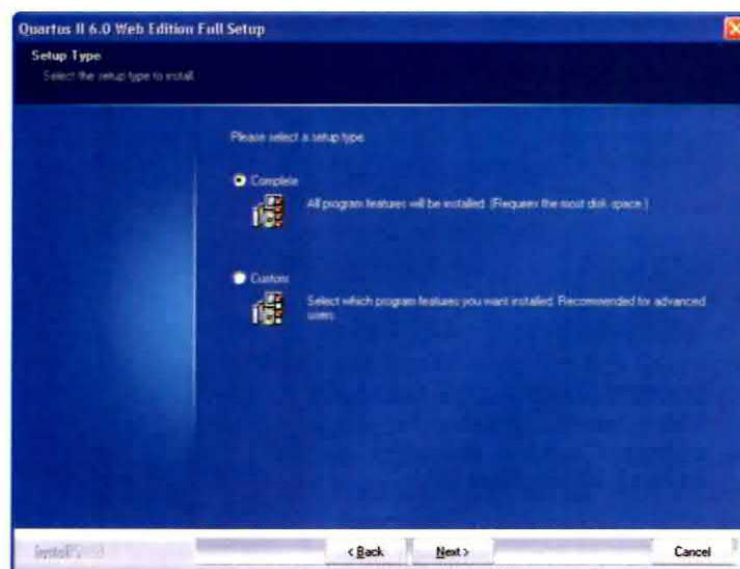 Quartus II 6.0 Web Edition Full Setup
Setup Type
Select the setup type to install.
Please select a setup type.
Complete
All program features will be installed. (Requires the most disk space.)
Custom
Select which program features you want installed. Recommended for advanced
users.
< Back
Next >
Cancel